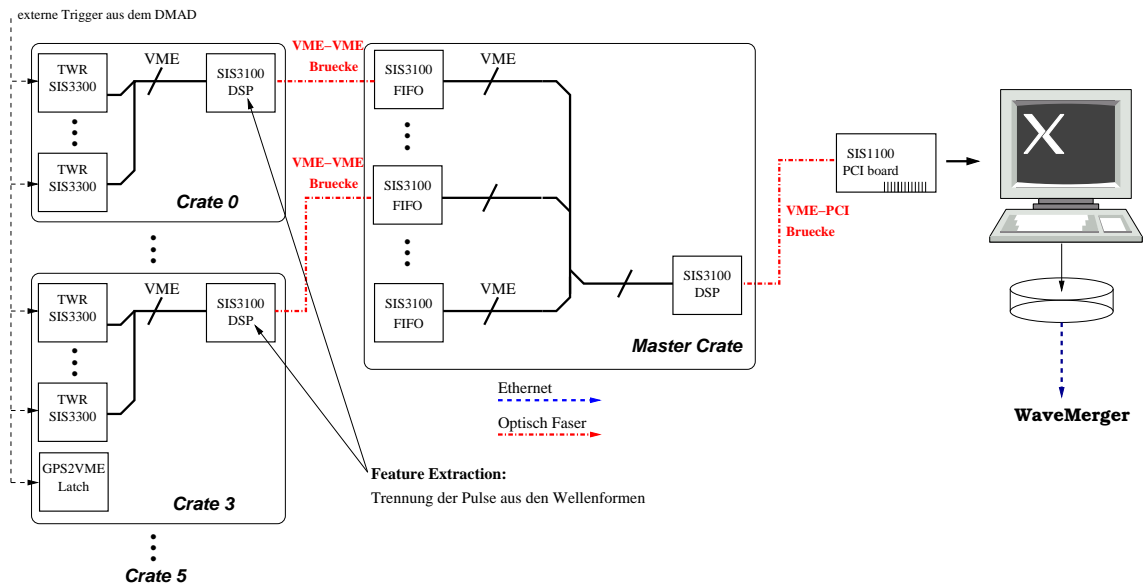 externe Trigger aus dem DMAD
TWR
SIS3300
VME
SIS3100
DSP
TWR
SIS3300
Crate 0
VME–VME
Bruecke
SIS3100
FIFO
VME
VME–VME
Bruecke
SIS3100
FIFO
SIS3100
FIFO
VME
SIS3100
DSP
Master Crate
VME–PCI
Bruecke
SIS1100
PCI board
X
TWR
SIS3300
VME
SIS3100
DSP
TWR
SIS3300
GPS2VME
Latch
Crate 3
Crate 5
Ethernet
Optisch Faser
Feature Extraction:
Trennung der Pulse aus den Wellenformen
WaveMerger